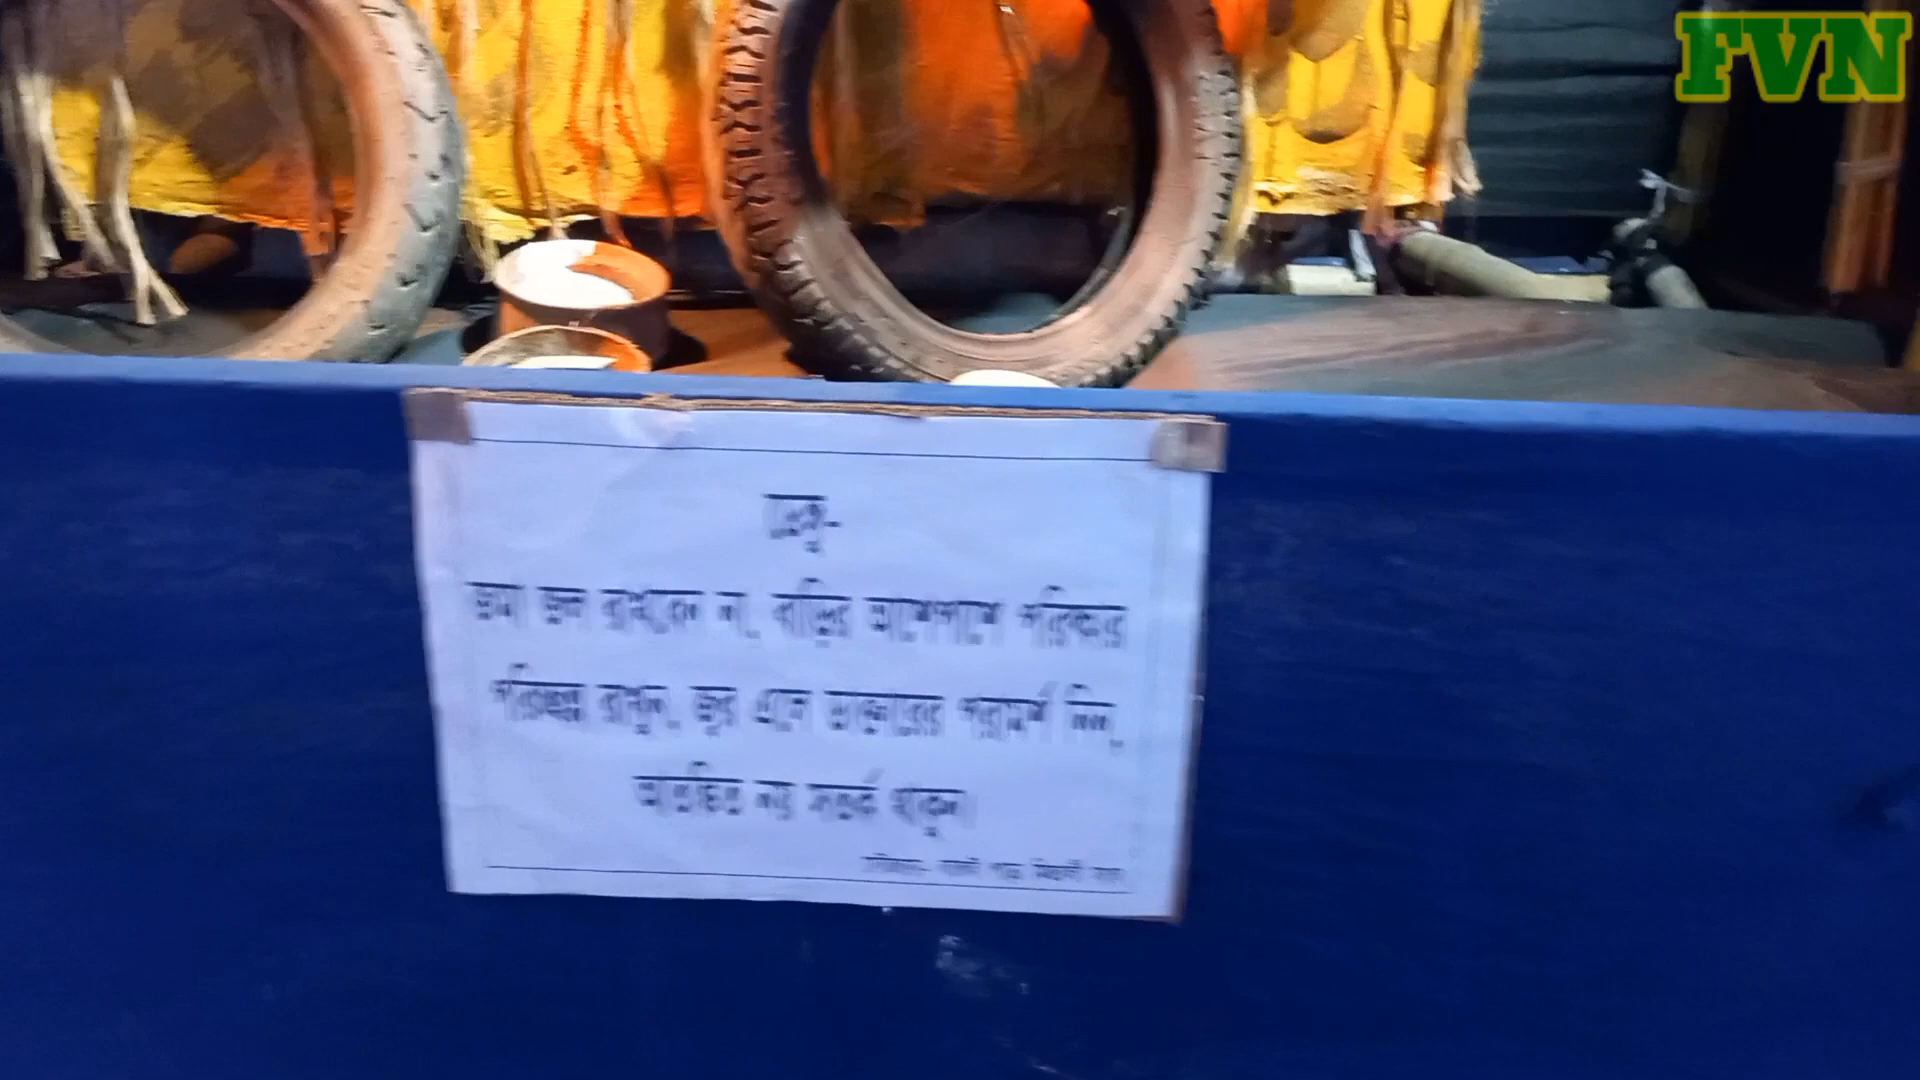 FVN
ডেঙ্গু-
জমা জল রাখবেন না, বাড়ির আশেপাশে পরিষ্কার
পরিচ্ছন্ন রাখুন, জ্বর এলে ডাক্তারের পরামর্শ নিন,
আতঙ্কিত নয় সতর্ক থাকুন।